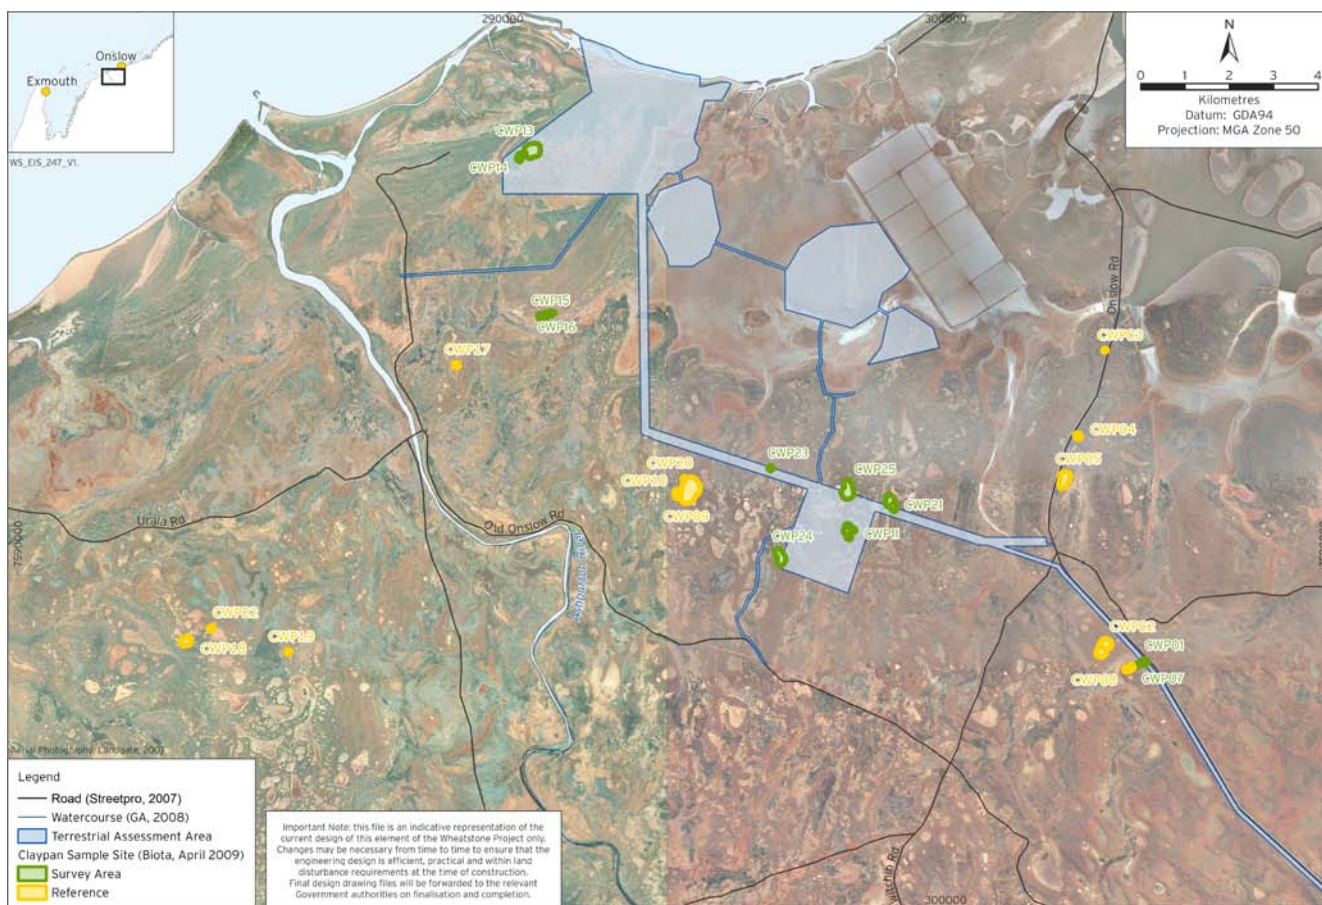 290000
300000
Onslow
Exmouth
WS_EIS_247_V1.
N
0 1 2 3 4
Kilometres
Datum: GDA94
Projection: MGA Zone 50
CWP13
CWP14
CWP15
CWP16
CWP17
Onslow Rd
CWP03
CWP04
CWP05
CWP23
CWP25
CWP20
CWP10
CWP09
CWP21
CWP11
CWP24
Urala Rd
Old Onslow Rd
Ashburton River
7590000
CWP22
CWP18
CWP19
CWP02
CWP01
CWP08
CWP07
Aerial Photography: Landgate, 2007
Legend
Road (Streetpro, 2007)
Watercourse (GA, 2008)
Terrestrial Assessment Area
Claypan Sample Site (Biota, April 2009)
Survey Area
Reference
Important Note: this file is an indicative representation of the
current design of this element of the Wheatstone Project only.
Changes may be necessary from time to time to ensure that the
engineering design is efficient, practical and within land
disturbance requirements at the time of construction.
Final design drawing files will be forwarded to the relevant
Government authorities on finalisation and completion.
300000